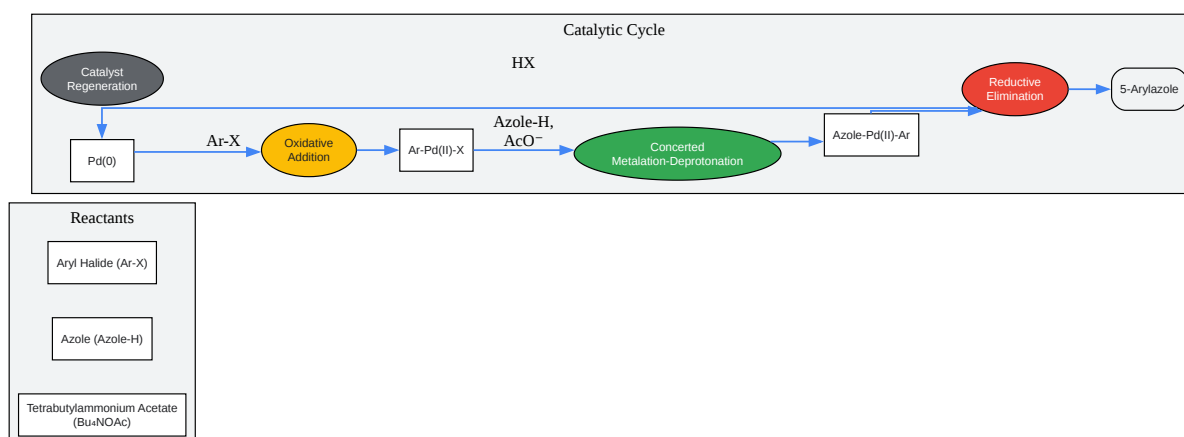 Catalytic Cycle
HX
Catalyst
Regeneration
Reductive
Elimination
5-Arylazole
Pd(0)
Ar-X
Oxidative
Addition
Ar-Pd(II)-X
Azole-H,
AcO⁻
Concerted
Metalation-Deprotonation
Azole-Pd(II)-Ar
Reactants
Aryl Halide (Ar-X)
Azole (Azole-H)
Tetrabutylammonium Acetate
(Bu₄NOAc)